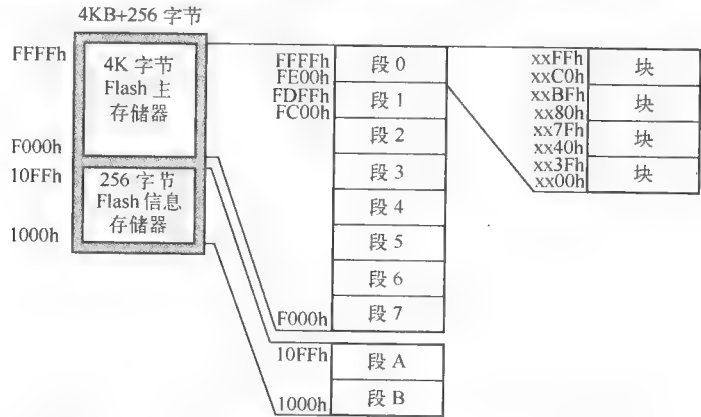 4KB+256 字节
FFFFh
4K 字节
Flash 主
存储器
F000h
10FFh
256 字节
Flash 信息
存储器
1000h
FFFFh
FE00h
FDFFh
FC00h
F000h
10FFh
1000h
段 0
段 1
段 2
段 3
段 4
段 5
段 6
段 7
段 A
段 B
xxFFh
xxC0h
xxBFh
xx80h
xx7Fh
xx40h
xx3Fh
xx00h
块
块
块
块